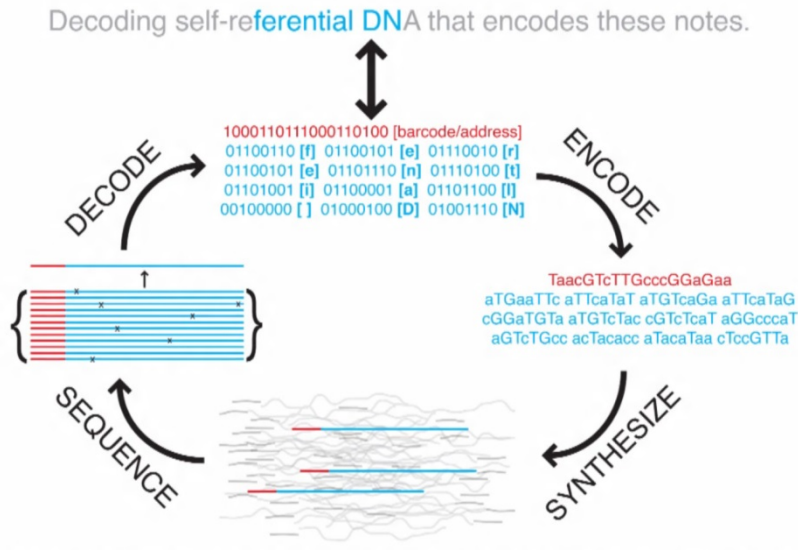 Decoding self-referential DNA that encodes these notes.
1000110111000110100 [barcode/address]
01100110 [f] 01100101 [e] 01110010 [r]
01100101 [e] 01101110 [n] 01110100 [t]
01101001 [i] 01100001 [a] 01101100 [l]
00100000 [ ] 01000100 [D] 01001110 [N]
DECODE
ENCODE
TaacGTcTTGcccGGaGaa
aTGaaTTc aTTcaTaT aTGTcaGa aTTcaTaG
cGGaTGTa aTGTcTac cGTcTcaT aGGcccaT
aGTcTGcc acTacacc aTacaTaa cTccGTTa
SEQUENCE
SYNTHESIZE